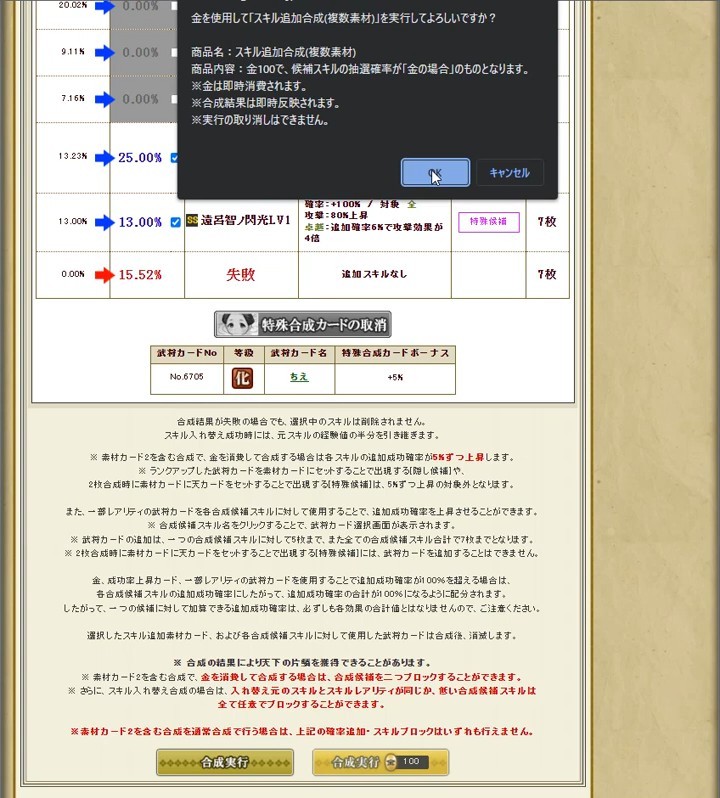 20.02% 0.00%
金を使用して「スキル追加合成(複数素材)」を実行してよろしいですか？
商品名：スキル追加合成(複数素材)
商品内容：金100で、候補スキルの抽選確率が「金の場合」のものとなります。
※金は即時消費されます。
※合成結果は即時反映されます。
※実行の取り消しはできません。
OK キャンセル
9.11% 0.00%
7.16% 0.00%
13.23% 25.00%
13.00% 13.00% SS 遠呂智ノ閃光LV1
確率：+100% / 対象 全
攻撃：80%上昇
卓越：追加確率6%で攻撃効果が
4倍
特殊候補 7枚
0.00% 15.52% 失敗 追加スキルなし 7枚
特殊合成カードの取消
武将カードNo 等級 武将カード名 特殊合成カードボーナス
No.6705 化 ちえ +5%
合成結果が失敗の場合でも、選択中のスキルは削除されません。
スキル入れ替え成功時には、元スキルの経験値の半分を引き継ぎます。
※ 素材カード2を含む合成で、金を消費して合成する場合は各スキルの追加成功確率が5%ずつ上昇します。
※ ランクアップした武将カードを素材カードにセットすることで出現する[隠し候補]や、
2枚合成時に素材カードに天カードをセットすることで出現する[特殊候補]は、5%ずつ上昇の対象外となります。
また、一部レアリティの武将カードを各合成候補スキルに対して使用することで、追加成功確率を上昇させることができます。
※ 合成候補スキル名をクリックすることで、武将カード選択画面が表示されます。
※ 武将カードの追加は、一つの合成候補スキルに対して5枚まで、また全ての合成候補スキル合計で7枚までとなります。
※ 2枚合成時に素材カードに天カードをセットすることで出現する[特殊候補]には、武将カードを追加することはできません。
金、成功率上昇カード、一部レアリティの武将カードを使用することで追加成功確率が100%を超える場合は、
各合成候補スキルの追加成功確率にしたがって、追加成功確率の合計が100%になるように配分されます。
したがって、一つの候補に対して加算できる追加成功確率は、必ずしも各効果の合計値とはなりませんので、ご注意ください。
選択したスキル追加素材カード、および各合成候補スキルに対して使用した武将カードは合成後、消滅します。
※ 合成の結果により天下の片鱗を獲得できることがあります。
※ 素材カード2を含む合成で、金を消費して合成する場合は、合成候補を二つブロックすることができます。
※ さらに、スキル入れ替え合成の場合は、入れ替え元のスキルとスキルレアリティが同じか、低い合成候補スキルは
全て任意でブロックすることができます。
※素材カード2を含む合成を通常合成で行う場合は、上記の確率追加・スキルブロックはいずれも行えません。
合成実行 合成実行 100